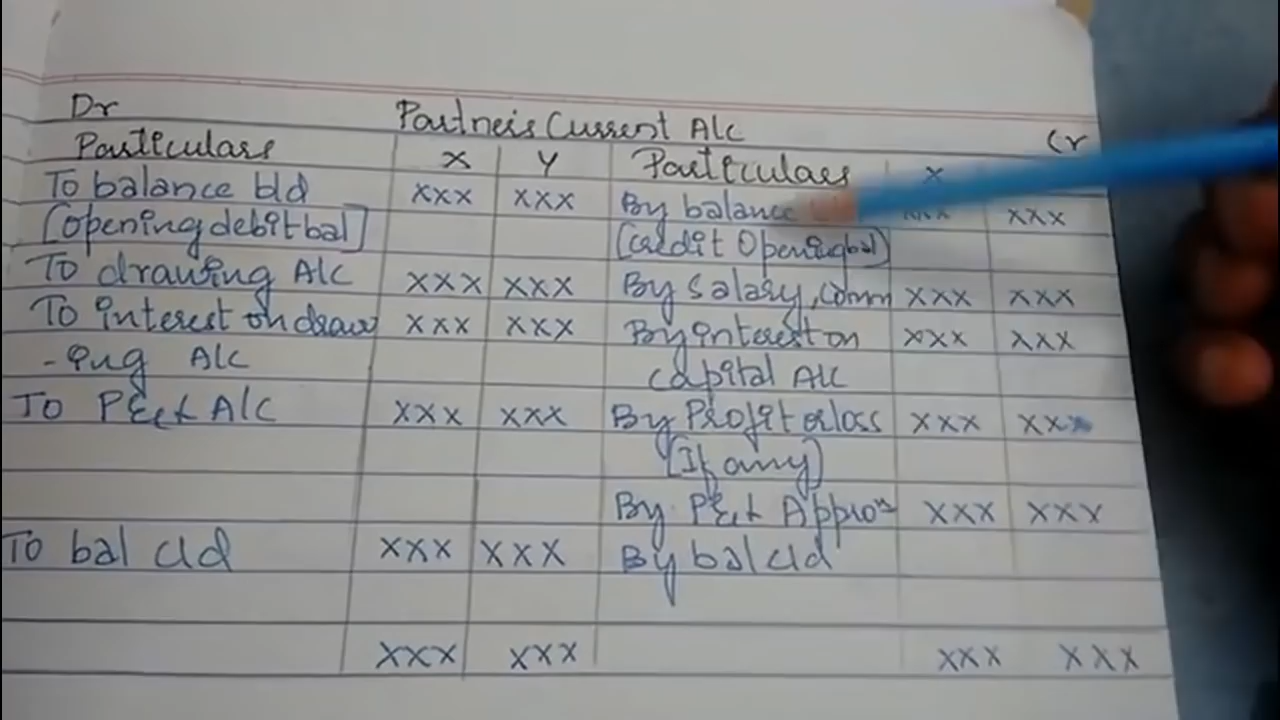 Dr Partners Current A/c Cr
Particulars X Y Particulars X
To balance b/d XXX XXX By balance XXX XXX
[opening debit bal] [credit Opening bal]
To drawing A/c XXX XXX By salary, comm XXX XXX
To interest on draw XXX XXX By interest on XXX XXX
-ing A/c capital A/c
To P&L A/c XXX XXX By Profit or loss XXX XXX
[If any]
By P&L Appro XXX XXX
To bal c/d XXX XXX By bal c/d
XXX XXX XXX XXX